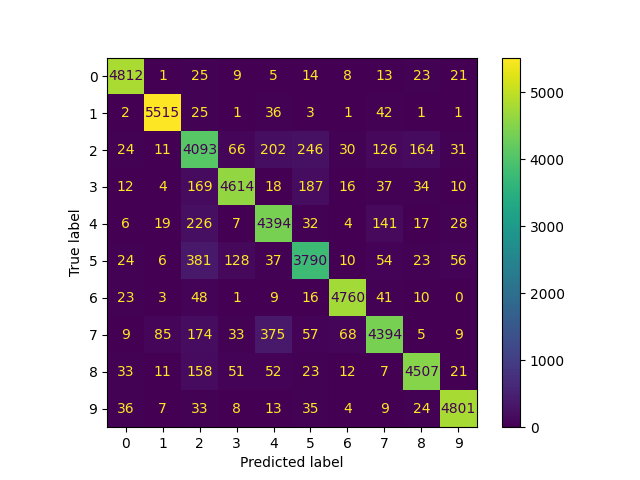 0 4812 1 25 9 5 14 8 13 23 21
1 2 5515 25 1 36 3 1 42 1 1
2 24 11 4093 66 202 246 30 126 164 31
3 12 4 169 4614 18 187 16 37 34 10
4 6 19 226 7 4394 32 4 141 17 28
5 24 6 381 128 37 3790 10 54 23 56
6 23 3 48 1 9 16 4760 41 10 0
7 9 85 174 33 375 57 68 4394 5 9
8 33 11 158 51 52 23 12 7 4507 21
9 36 7 33 8 13 35 4 9 24 4801
0 1 2 3 4 5 6 7 8 9
Predicted label
True label
5000
4000
3000
2000
1000
0